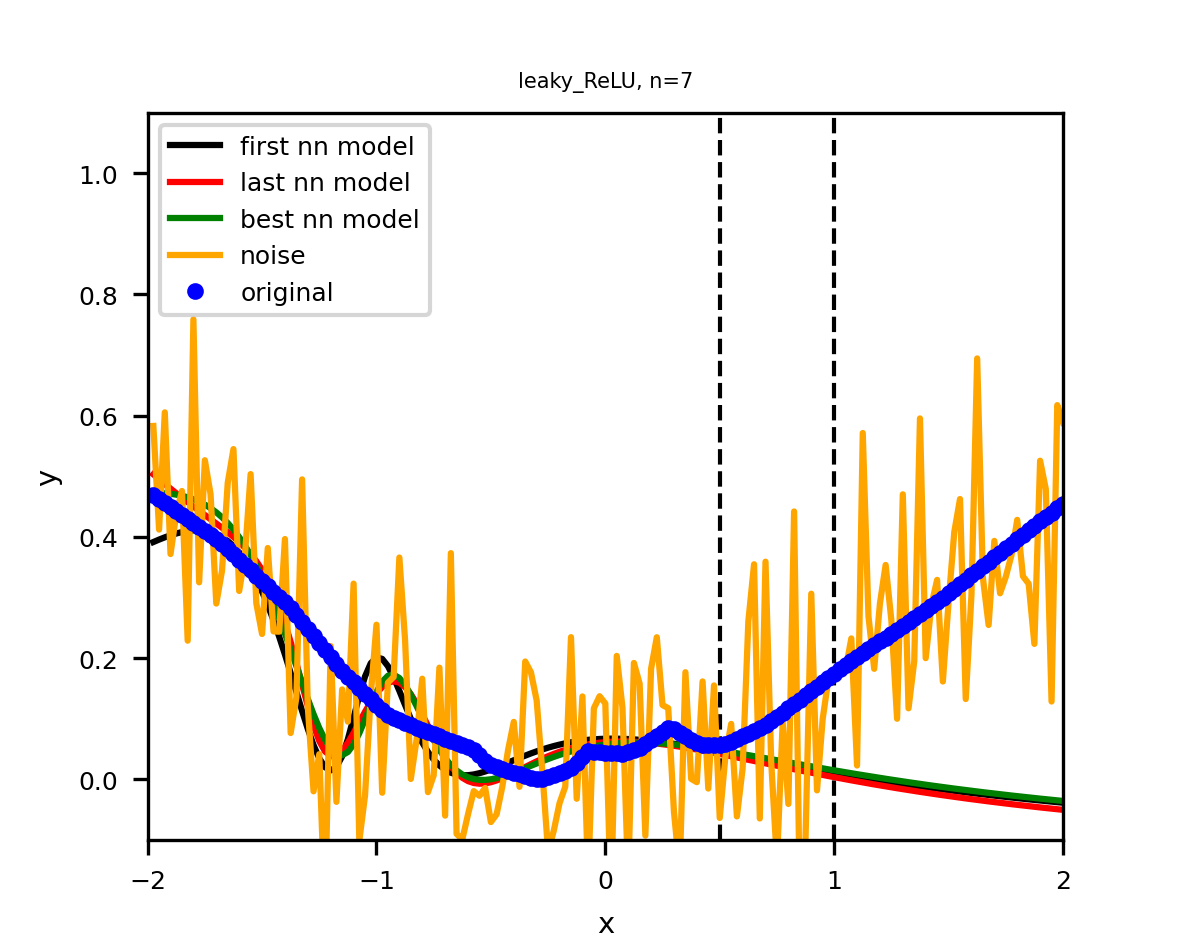 leaky_ReLU, n=7
first nn model
last nn model
best nn model
noise
original
1.0
0.8
0.6
0.4
0.2
0.0
y
−2
−1
0
1
2
x